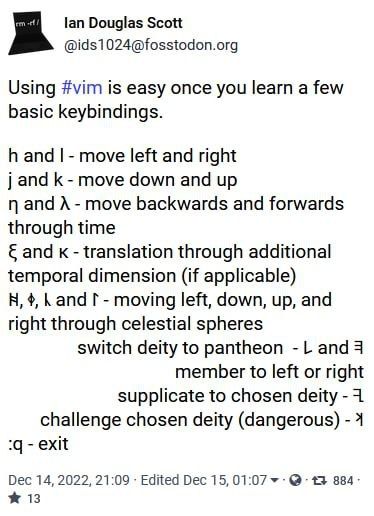 rm -rf /
Ian Douglas Scott
@ids1024@fosstodon.org
Using #vim is easy once you learn a few
basic keybindings.
h and l - move left and right
j and k - move down and up
η and λ - move backwards and forwards
through time
ξ and κ - translation through additional
temporal dimension (if applicable)
and - moving left, down, up, and
right through celestial spheres
switch deity to pantheon - and
member to left or right
supplicate to chosen deity -
challenge chosen deity (dangerous) -
:q - exit
Dec 14, 2022, 21:09 · Edited Dec 15, 01:07 · 884 ·
13